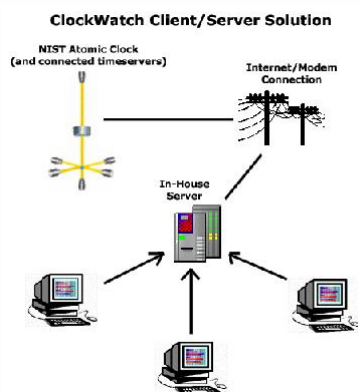 ClockWatch Client/Server Solution
NIST Atomic Clock
(and connected timeservers)
Internet/Modem
Connection
In-House
Server